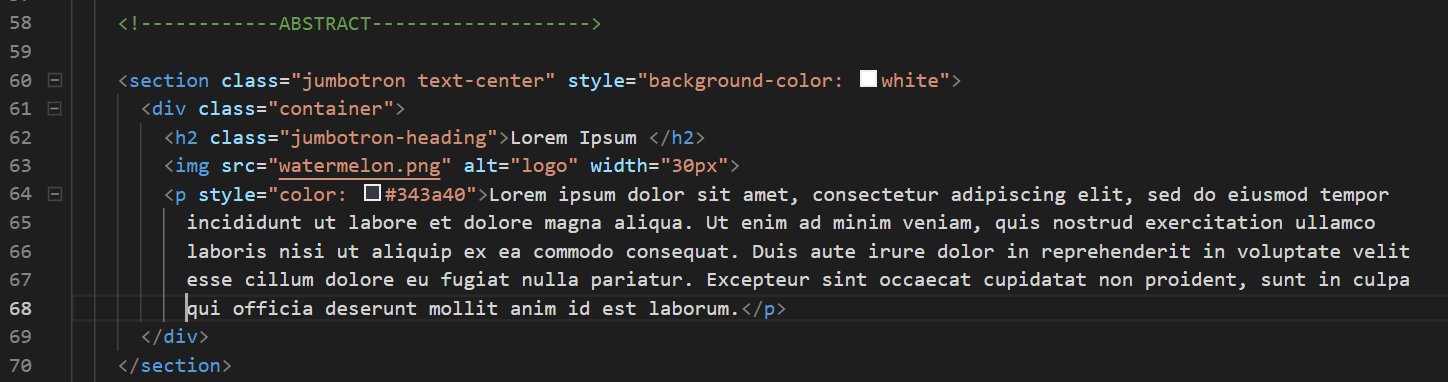 58 <!------------ABSTRACT------------------->
59
60 <section class="jumbotron text-center" style="background-color: white">
61 <div class="container">
62 <h2 class="jumbotron-heading">Lorem Ipsum </h2>
63 <img src="watermelon.png" alt="logo" width="30px">
64 <p style="color: #343a40">Lorem ipsum dolor sit amet, consectetur adipiscing elit, sed do eiusmod tempor
65 incididunt ut labore et dolore magna aliqua. Ut enim ad minim veniam, quis nostrud exercitation ullamco
66 laboris nisi ut aliquip ex ea commodo consequat. Duis aute irure dolor in reprehenderit in voluptate velit
67 esse cillum dolore eu fugiat nulla pariatur. Excepteur sint occaecat cupidatat non proident, sunt in culpa
68 qui officia deserunt mollit anim id est laborum.</p>
69 </div>
70 </section>